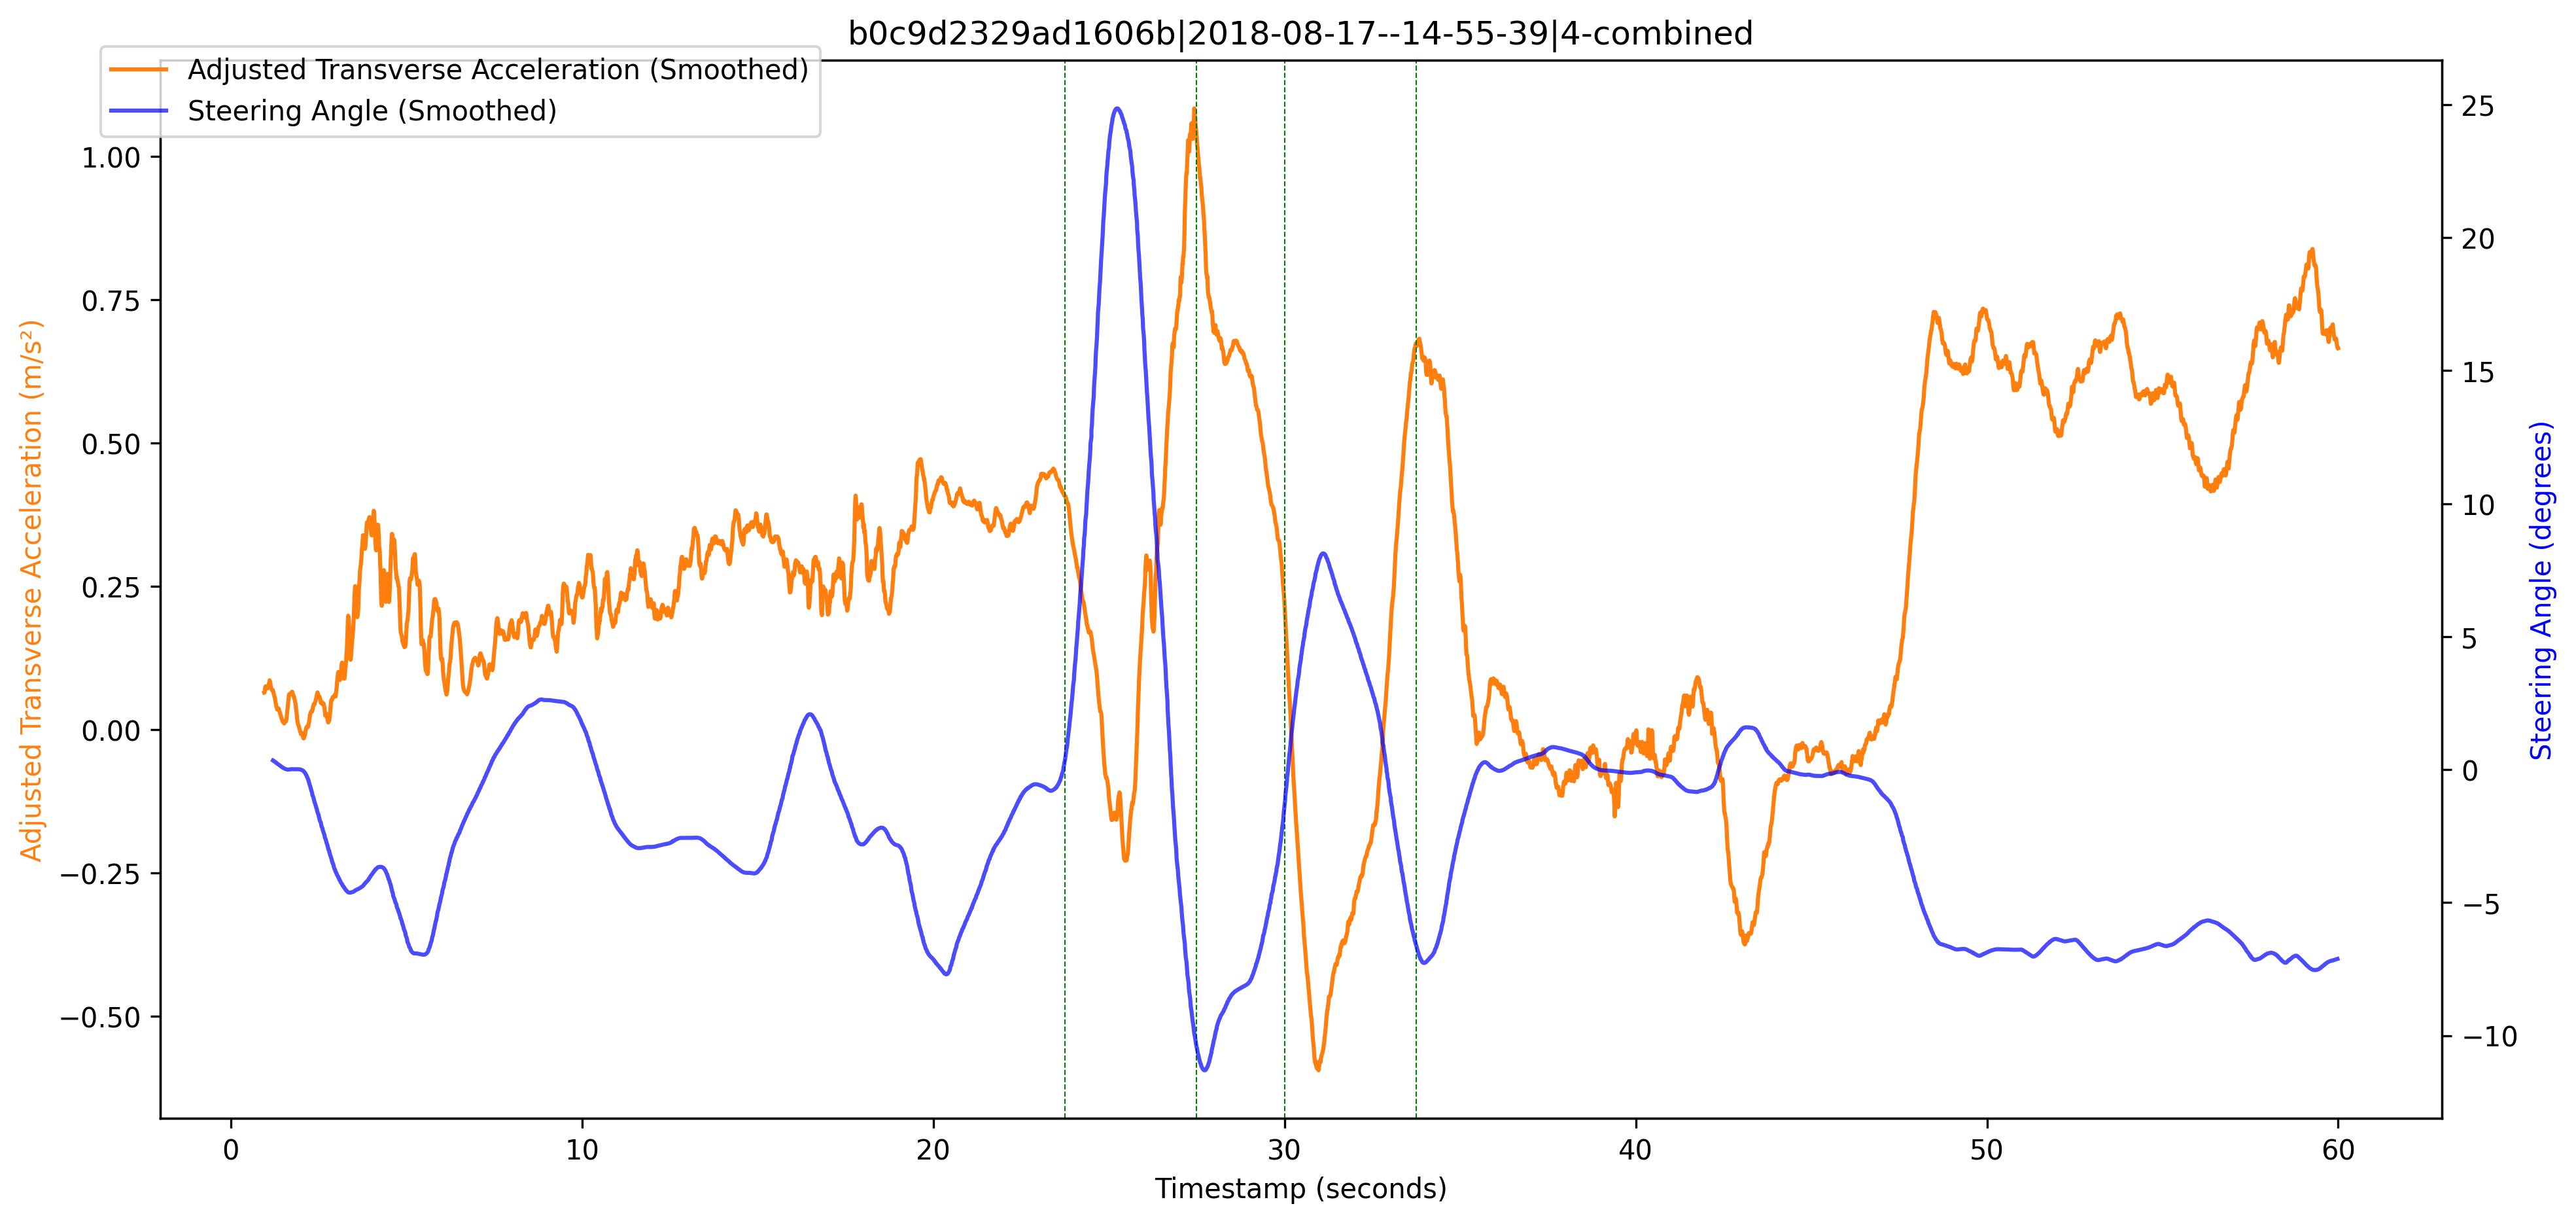 b0c9d2329ad1606b|2018-08-17--14-55-39|4-combined
Adjusted Transverse Acceleration (Smoothed)
Steering Angle (Smoothed)
Adjusted Transverse Acceleration (m/s²)
1.00
0.75
0.50
0.25
0.00
−0.25
−0.50
25
20
15
10
5
0
−5
−10
Steering Angle (degrees)
0 10 20 30 40 50 60
Timestamp (seconds)